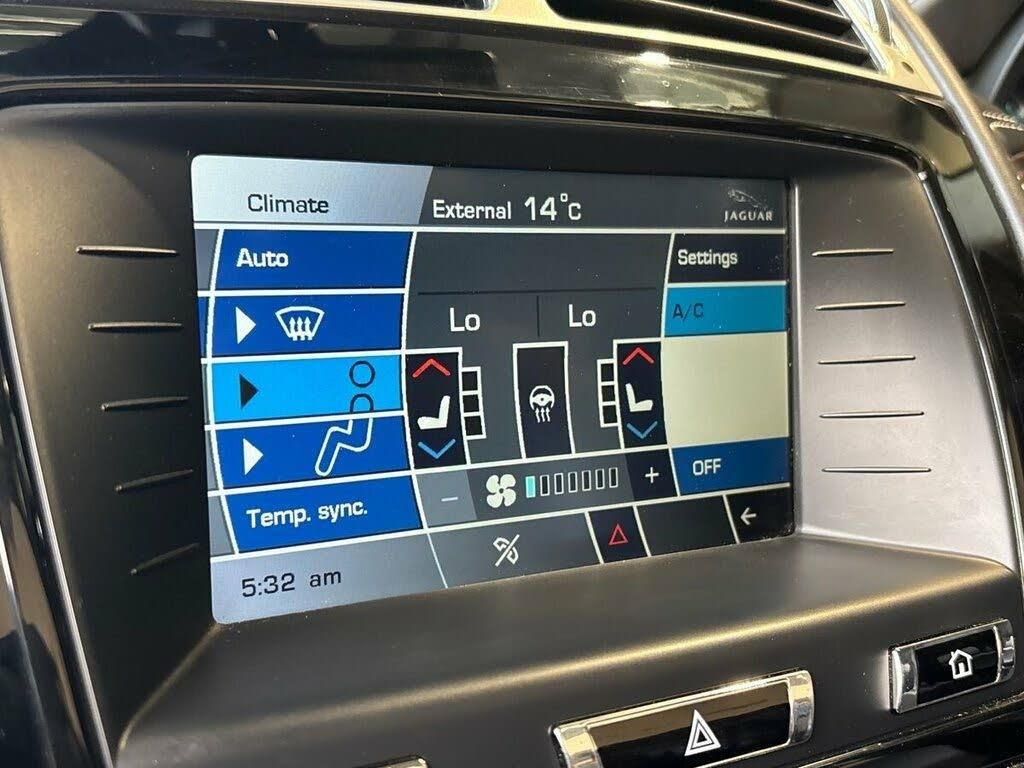 Climate
External 14°C
JAGUAR
Auto
Settings
Lo
Lo
A/C
OFF
Temp. sync.
- +
5:32 am